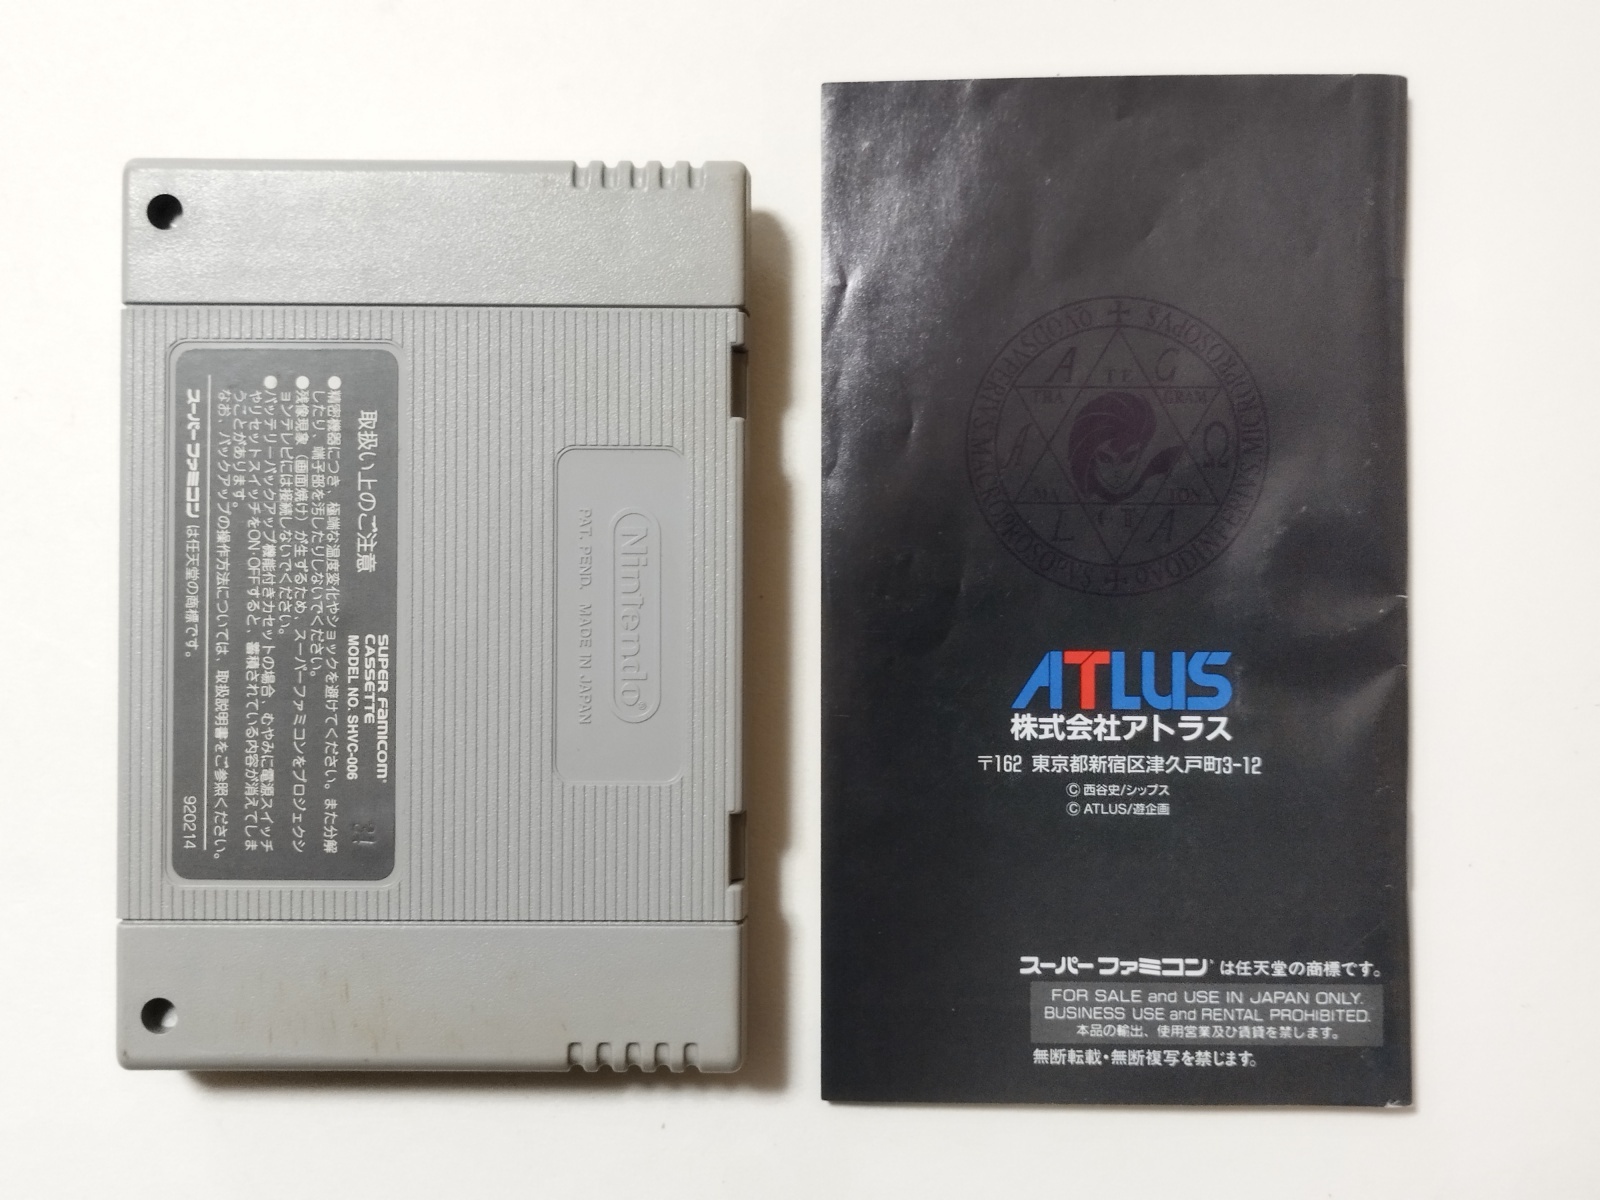 取扱い上のご注意
SUPER FAMICOM
CASSETTE
MODEL NO. SHVC-006
●精密機器につき、極端な温度変化やショックを避けてください。また分解
したり、端子部を汚したりしないでください。
●残像現象(画面焼け)が生ずるため、スーパーファミコンをプロジェクシ
ョンテレビには接続しないでください。
●バッテリーバックアップ機能付きカセットの場合、むやみに電源スイッチ
やリセットスイッチをON・OFFすると、蓄積されている内容が消えてしま
うことがあります。
なお、バックアップの操作方法については、取扱説明書をご参照ください。
スーパーファミコンは任天堂の商標です。
920214
Nintendo®
PAT. PEND. MADE IN JAPAN
ATLUS
株式会社アトラス
〒162 東京都新宿区津久戸町3-12
Ⓒ 西谷史/シップス
Ⓒ ATLUS/遊企画
スーパーファミコン は任天堂の商標です。
FOR SALE and USE IN JAPAN ONLY.
BUSINESS USE and RENTAL PROHIBITED.
本品の輸出、使用営業及び賃貸を禁じます。
無断転載・無断複写を禁じます。